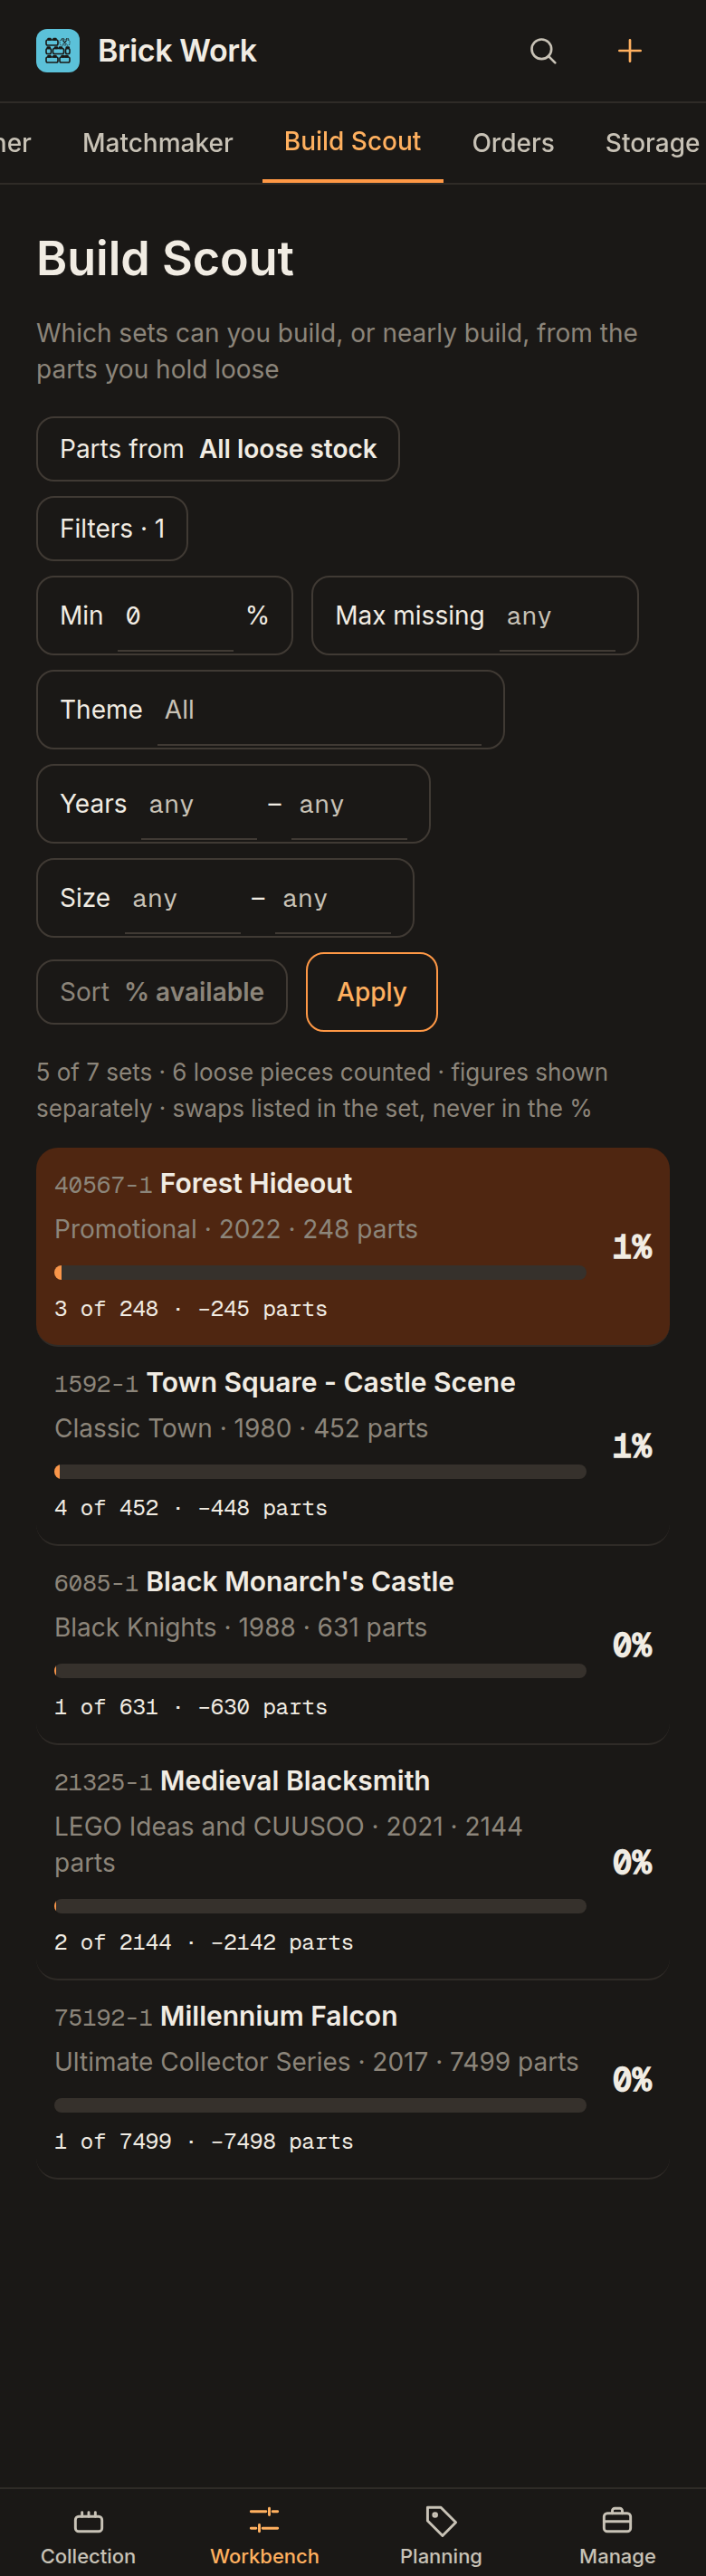 Brick Work
ner Matchmaker Build Scout Orders Storage
Build Scout
Which sets can you build, or nearly build, from the
parts you hold loose
Parts from All loose stock
Filters · 1
Min 0 % Max missing any
Theme All
Years any – any
Size any – any
Sort % available Apply
5 of 7 sets · 6 loose pieces counted · figures shown
separately · swaps listed in the set, never in the %
40567-1 Forest Hideout
Promotional · 2022 · 248 parts
1%
3 of 248 · −245 parts
1592-1 Town Square - Castle Scene
Classic Town · 1980 · 452 parts
1%
4 of 452 · −448 parts
6085-1 Black Monarch's Castle
Black Knights · 1988 · 631 parts
0%
1 of 631 · −630 parts
21325-1 Medieval Blacksmith
LEGO Ideas and CUUSOO · 2021 · 2144
parts
0%
2 of 2144 · −2142 parts
75192-1 Millennium Falcon
Ultimate Collector Series · 2017 · 7499 parts
0%
1 of 7499 · −7498 parts
Collection Workbench Planning Manage